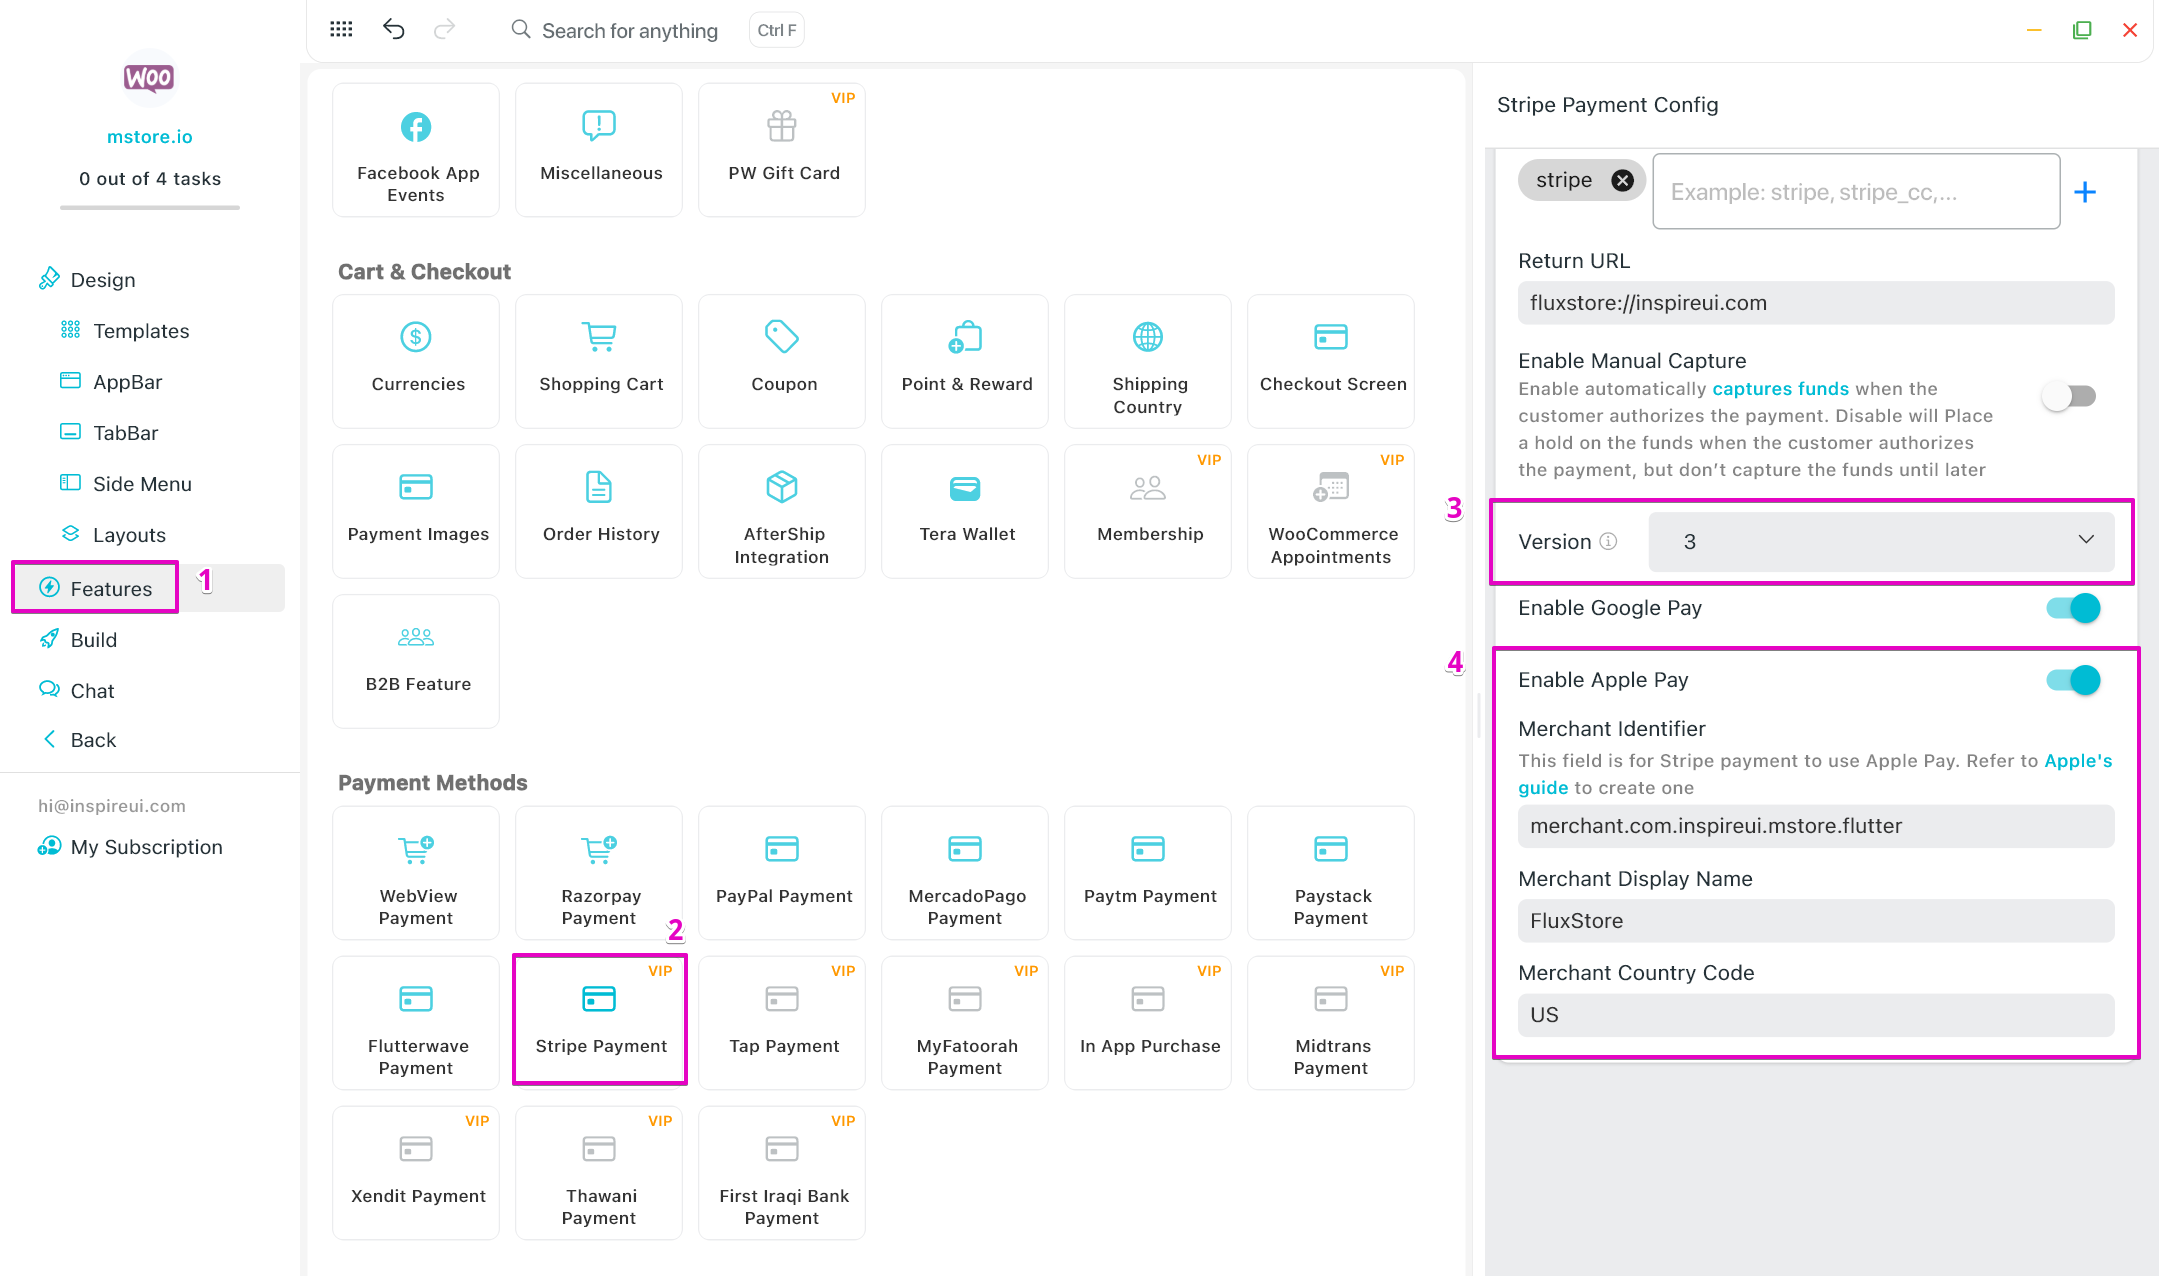 Search for anything
Ctrl F
WOO
mstore.io
0 out of 4 tasks
Design
Templates
AppBar
TabBar
Side Menu
Layouts
Features
1
Build
Chat
Back
hi@inspireui.com
My Subscription
Facebook App
Events
Miscellaneous
VIP
PW Gift Card
Cart & Checkout
Currencies
Shopping Cart
Coupon
Point & Reward
Shipping
Country
Checkout Screen
Payment Images
Order History
AfterShip
Integration
Tera Wallet
VIP
Membership
VIP
WooCommerce
Appointments
B2B Feature
Payment Methods
WebView
Payment
Razorpay
Payment
PayPal Payment
MercadoPago
Payment
Paytm Payment
Paystack
Payment
2
Flutterwave
Payment
VIP
Stripe Payment
VIP
Tap Payment
VIP
MyFatoorah
Payment
VIP
In App Purchase
VIP
Midtrans
Payment
VIP
Xendit Payment
VIP
Thawani
Payment
VIP
First Iraqi Bank
Payment
Stripe Payment Config
stripe
Example: stripe, stripe_cc,...
Return URL
fluxstore://inspireui.com
Enable Manual Capture
Enable automatically captures funds when the
customer authorizes the payment. Disable will Place
a hold on the funds when the customer authorizes
the payment, but don’t capture the funds until later
3
Version
3
Enable Google Pay
4
Enable Apple Pay
Merchant Identifier
This field is for Stripe payment to use Apple Pay. Refer to Apple's
guide to create one
merchant.com.inspireui.mstore.flutter
Merchant Display Name
FluxStore
Merchant Country Code
US